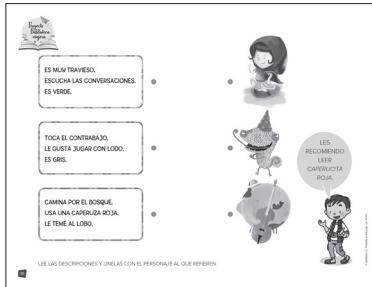 Proyecto
Biblioteca
ES MUY TRAVIESO.
ESCUCHA LAS CONVERSACIONES.
ES VERDE.
TOCA EL CONTRABAJO.
LE GUSTA JUGAR CON LODO.
ES GRIS.
LES
RECOMIENDO
LEER
CAPERUCITA
ROJA.
CAMINA POR EL BOSQUE.
USA UNA CAPERUZA ROJA.
LE TEME AL LOBO.
LEE LAS DESCRIPCIONES Y ÚNELAS CON EL PERSONAJE AL QUE REFIEREN.